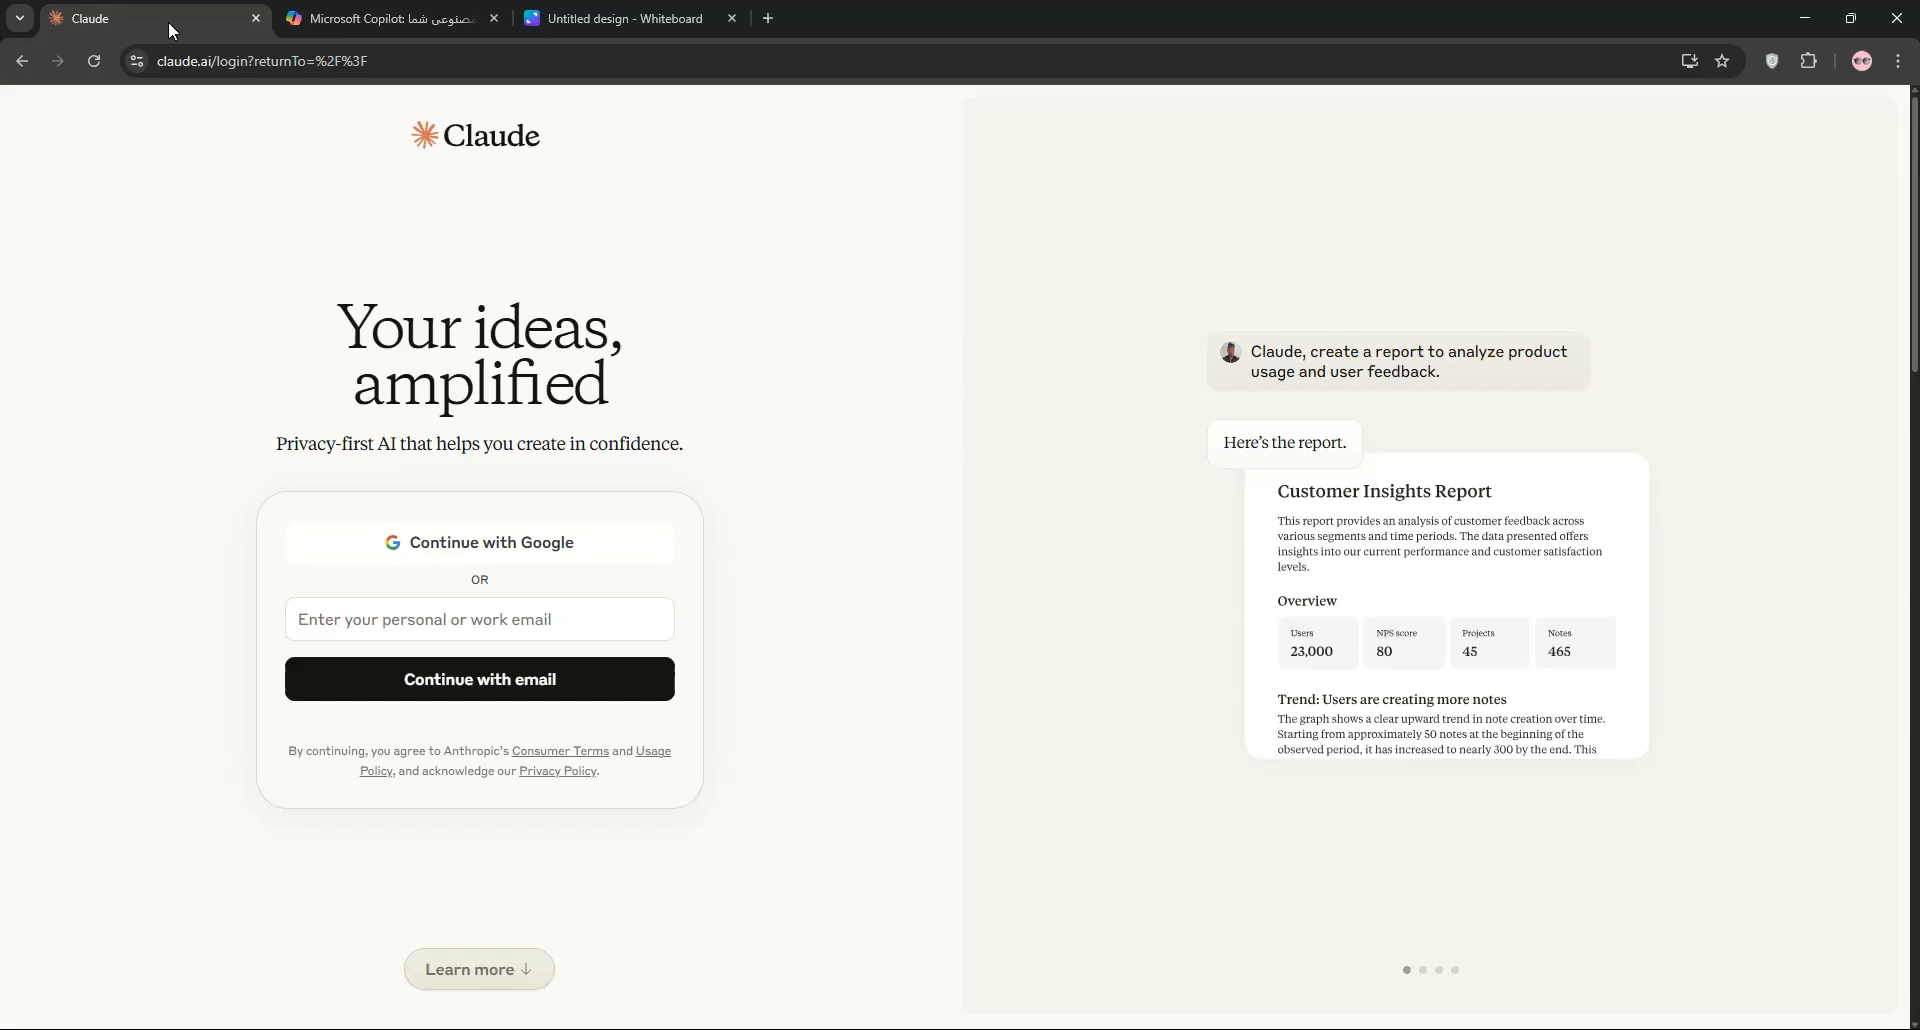 Claude
Microsoft Copilot: مصنوعی شما
Untitled design - Whiteboard
claude.ai/login?returnTo=%2F%3F
Claude
Your ideas,
amplified
Privacy-first AI that helps you create in confidence.
Continue with Google
OR
Enter your personal or work email
Continue with email
By continuing, you agree to Anthropic's Consumer Terms and Usage
Policy, and acknowledge our Privacy Policy.
Learn more ↓
Claude, create a report to analyze product
usage and user feedback.
Here's the report.
Customer Insights Report
This report provides an analysis of customer feedback across
various segments and time periods. The data presented offers
insights into our current performance and customer satisfaction
levels.
Overview
Users NPS score Projects Notes
23,000 80 45 465
Trend: Users are creating more notes
The graph shows a clear upward trend in note creation over time.
Starting from approximately 50 notes at the beginning of the
observed period, it has increased to nearly 300 by the end. This